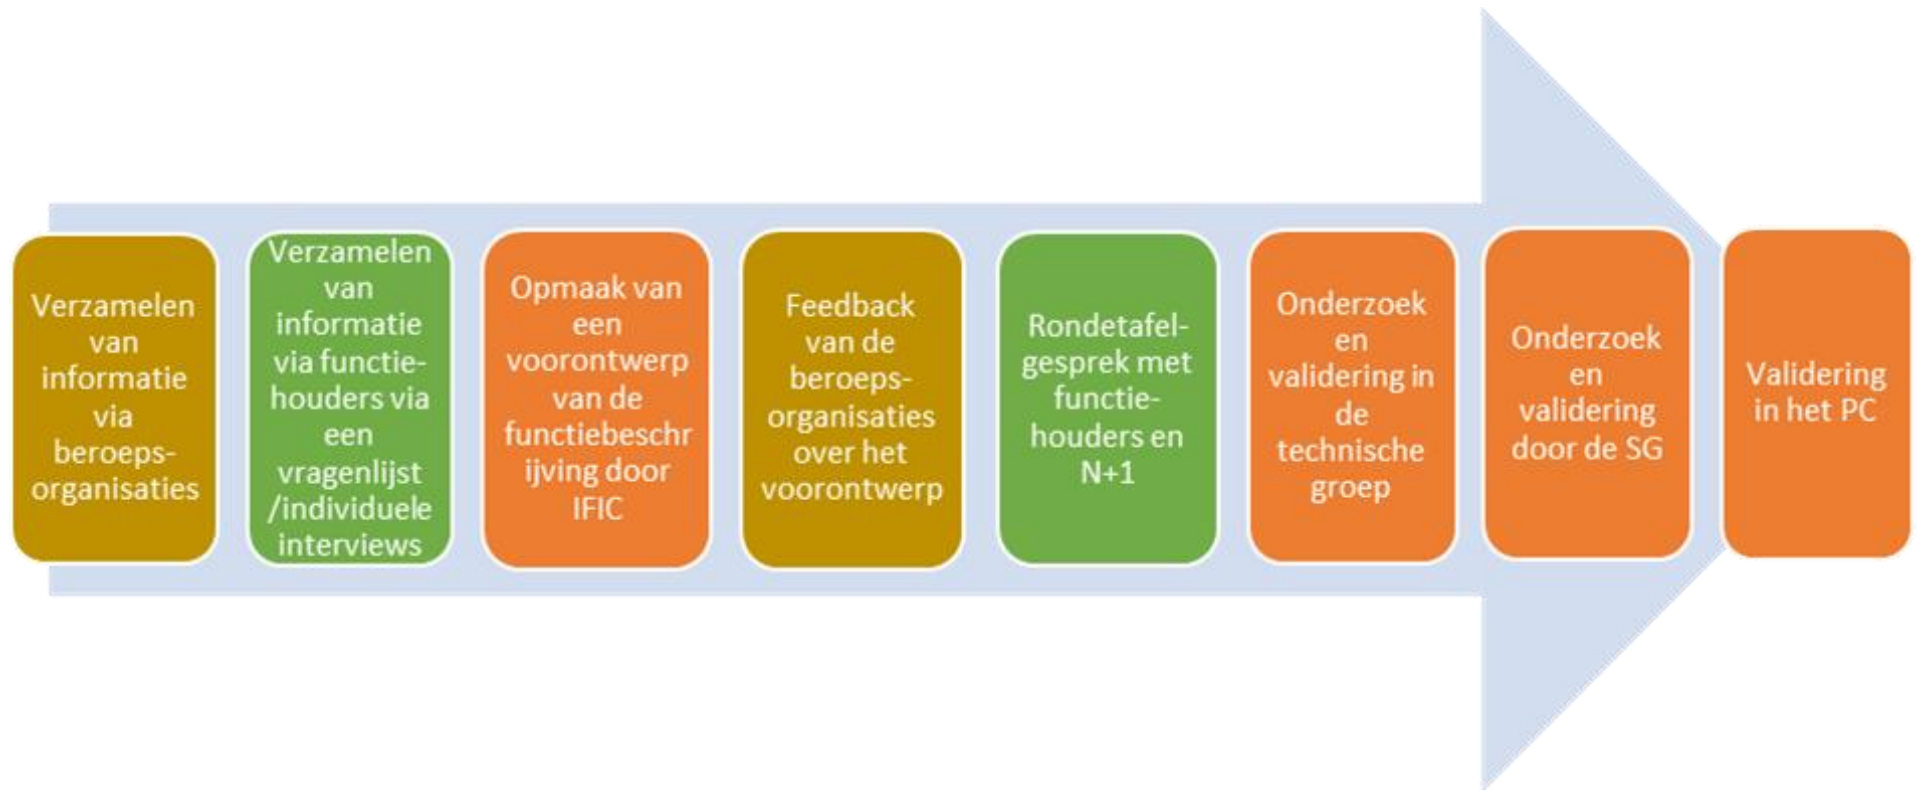 Verzamelen
van
informatie
via
beroeps-
organisaties
Verzamelen
van
informatie
via functie-
houders via
een
vragenlijst
/individuele
interviews
Opmaak van
een
voorontwerp
van de
functiebeschr
ijving door
IFIC
Feedback
van de
beroeps-
organisaties
over het
voorontwerp
Rondetafel-
gesprek met
functie-
houders en
N+1
Onderzoek
en
validering in
de
technische
groep
Onderzoek
en
validering
door de SG
Validering
in het PC